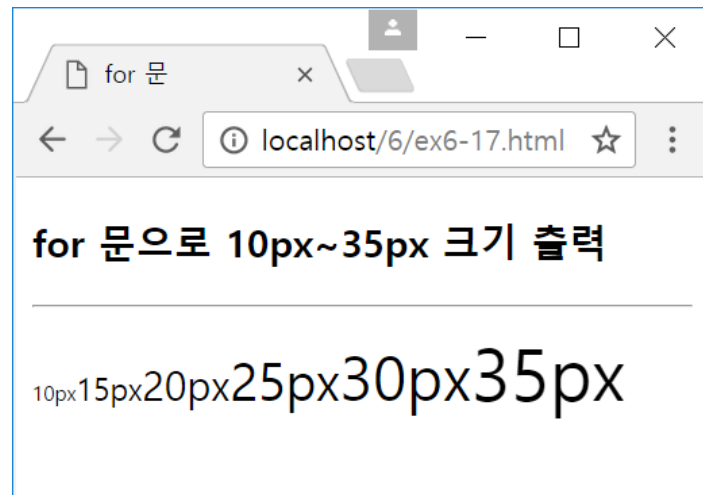 for 문
localhost/6/ex6-17.html
for 문으로 10px~35px 크기 출력
10px15px20px25px30px35px